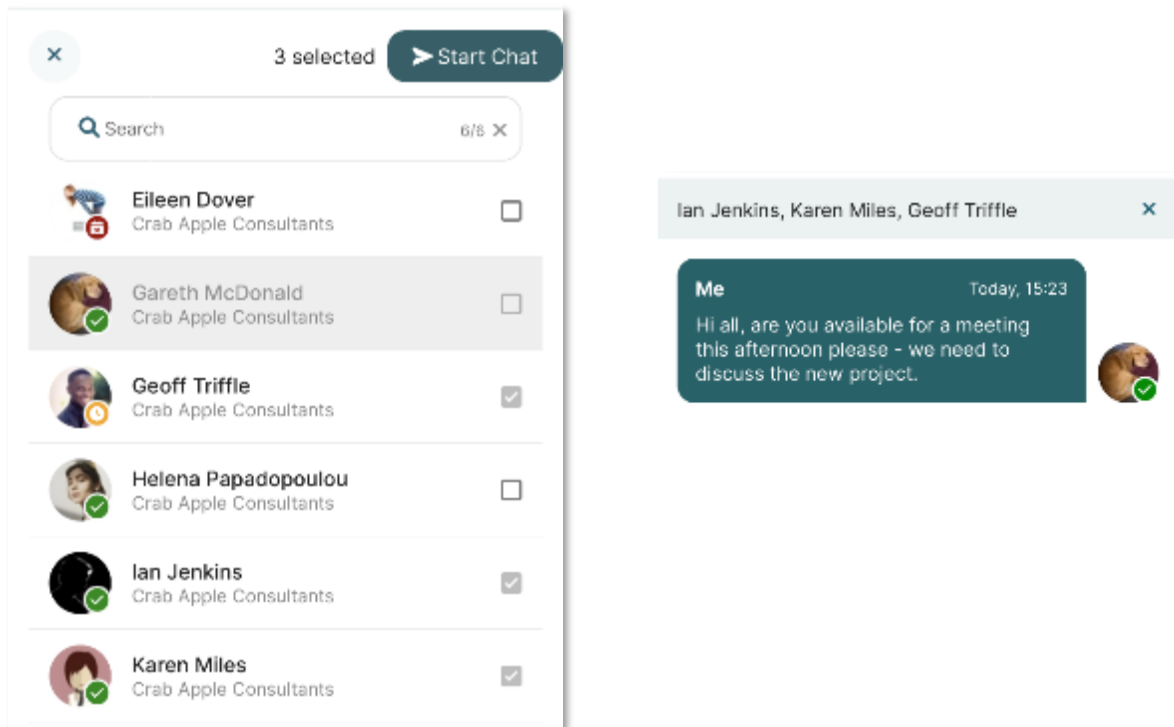 3 selected
Start Chat
Search
6/6
Eileen Dover
Crab Apple Consultants
Gareth McDonald
Crab Apple Consultants
Geoff Triffle
Crab Apple Consultants
Helena Papadopoulou
Crab Apple Consultants
Ian Jenkins
Crab Apple Consultants
Karen Miles
Crab Apple Consultants
Ian Jenkins, Karen Miles, Geoff Triffle
Me
Today, 15:23
Hi all, are you available for a meeting
this afternoon please - we need to
discuss the new project.